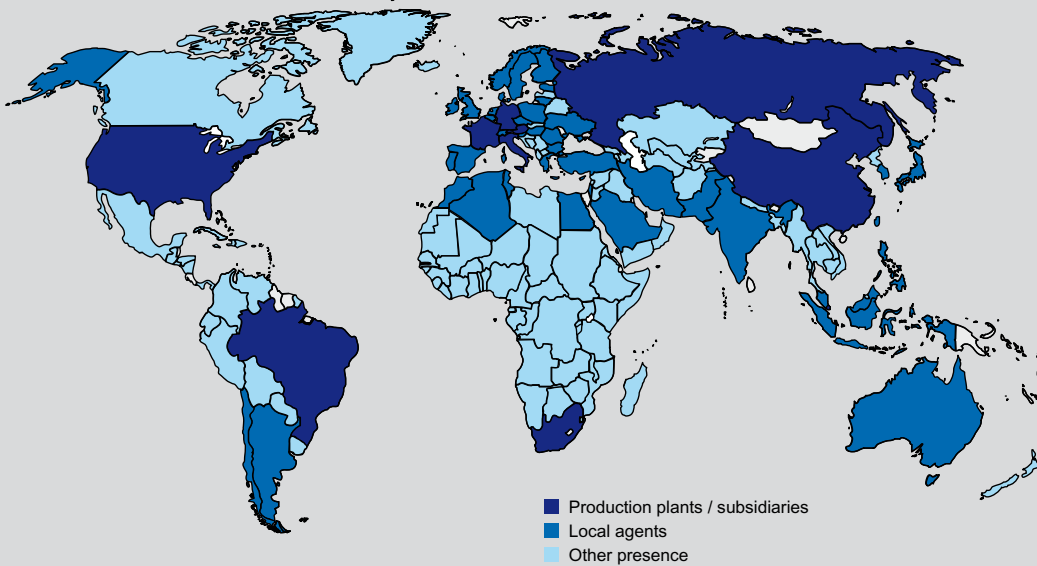 Production plants / subsidiaries
Local agents
Other presence